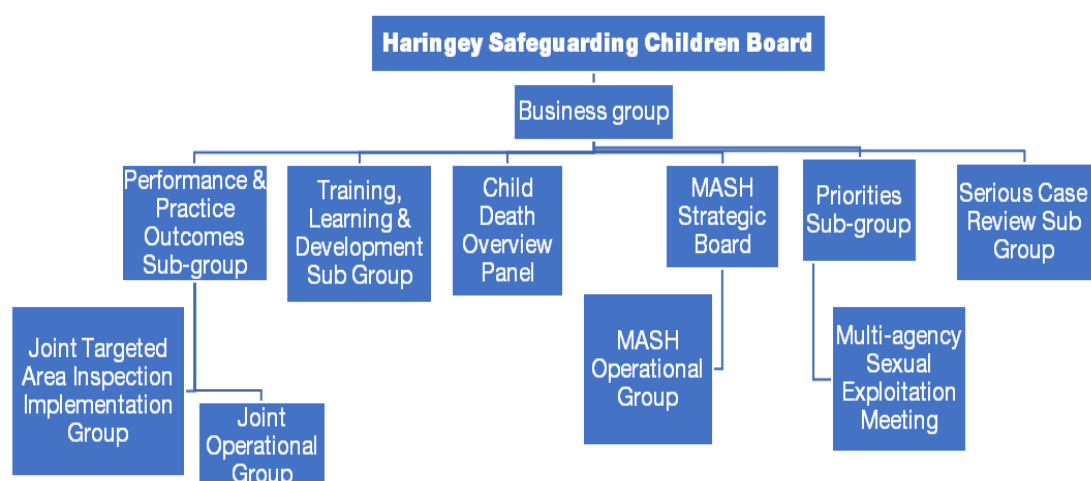 Haringey Safeguarding Children Board
Business group
Performance &
Practice
Outcomes
Sub-group
Training,
Learning &
Development
Sub Group
Child
Death
Overview
Panel
MASH
Strategic
Board
Priorities
Sub-group
Serious Case
Review Sub
Group
Joint Targeted
Area Inspection
Implementation
Group
Joint
Operational
Group
MASH
Operational
Group
Multi-agency
Sexual
Exploitation
Meeting